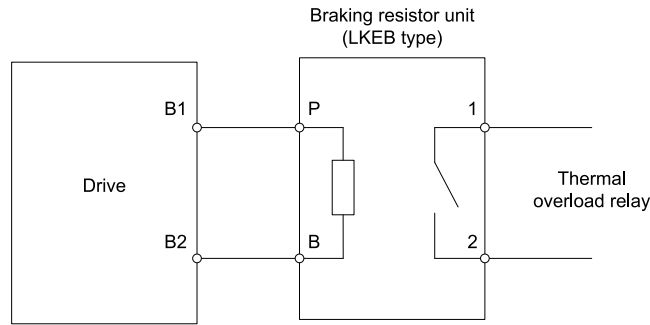 Braking resistor unit
(LKEB type)
B1
P
1
Drive
Thermal
overload relay
B2
B
2